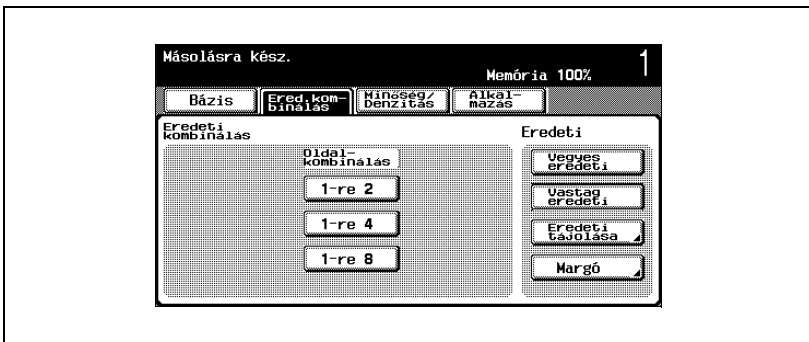 Másolásra kész.
Memória 100%
1
Bázis
Ered.kom-
binálás
Minőség/
Denzitás
Alkal-
mazás
Eredeti
kombinálás
Oldal-
kombinálás
1-re 2
1-re 4
1-re 8
Eredeti
Vegyes
eredeti
Vastag
eredeti
Eredeti
tájolása
Margó